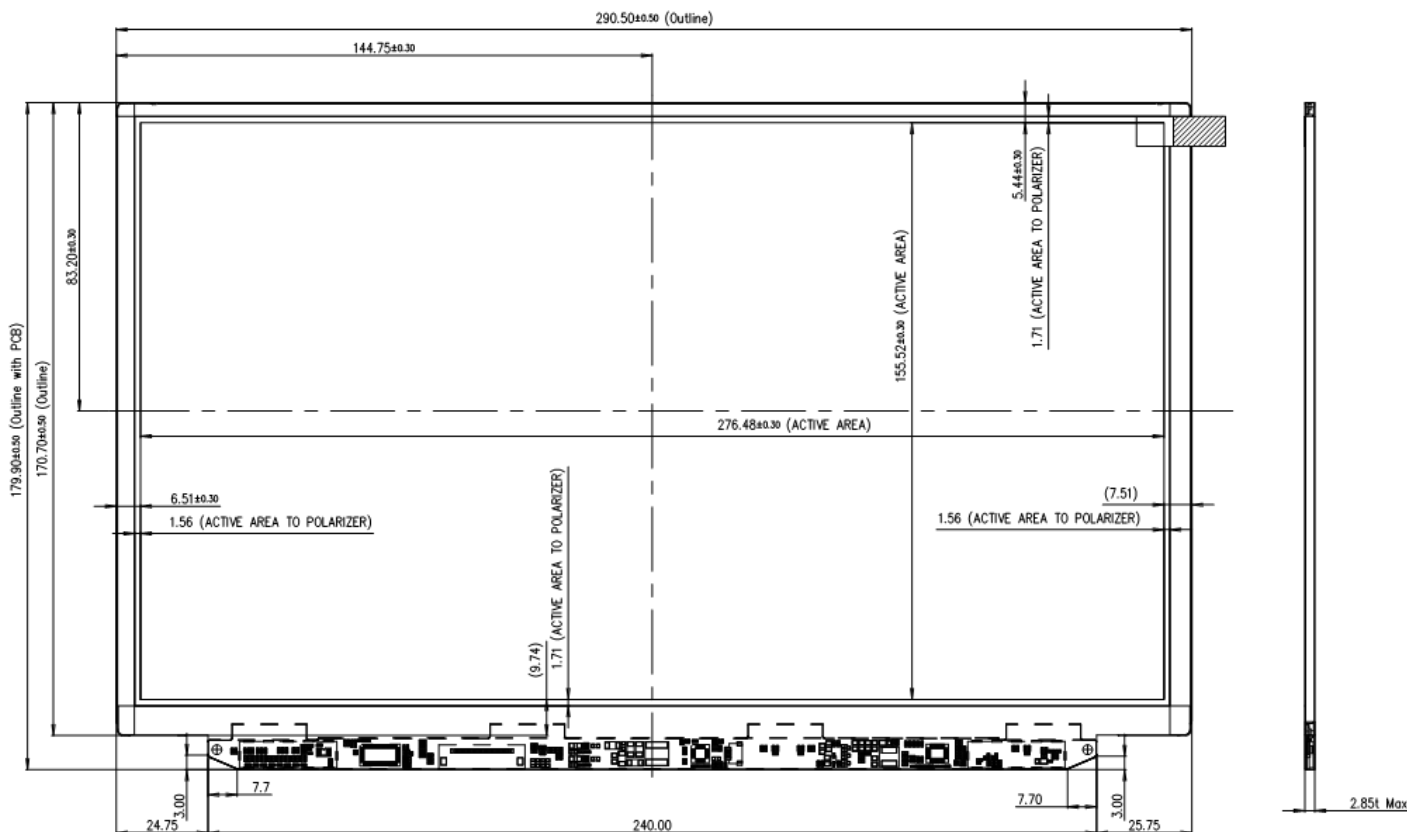 290.50±0.50 (Outline)
144.75±0.30
5.44±0.30
1.71 (ACTIVE AREA TO POLARIZER)
155.52±0.30 (ACTIVE AREA)
83.20±0.30
179.90±0.50 (Outline with PCB)
170.70±0.50 (Outline)
276.48±0.30 (ACTIVE AREA)
6.51±0.30
(7.51)
1.56 (ACTIVE AREA TO POLARIZER)
1.56 (ACTIVE AREA TO POLARIZER)
(9.74)
1.71 (ACTIVE AREA TO POLARIZER)
3.00
7.7
7.70
3.00
2.85t Max
24.75
240.00
25.75